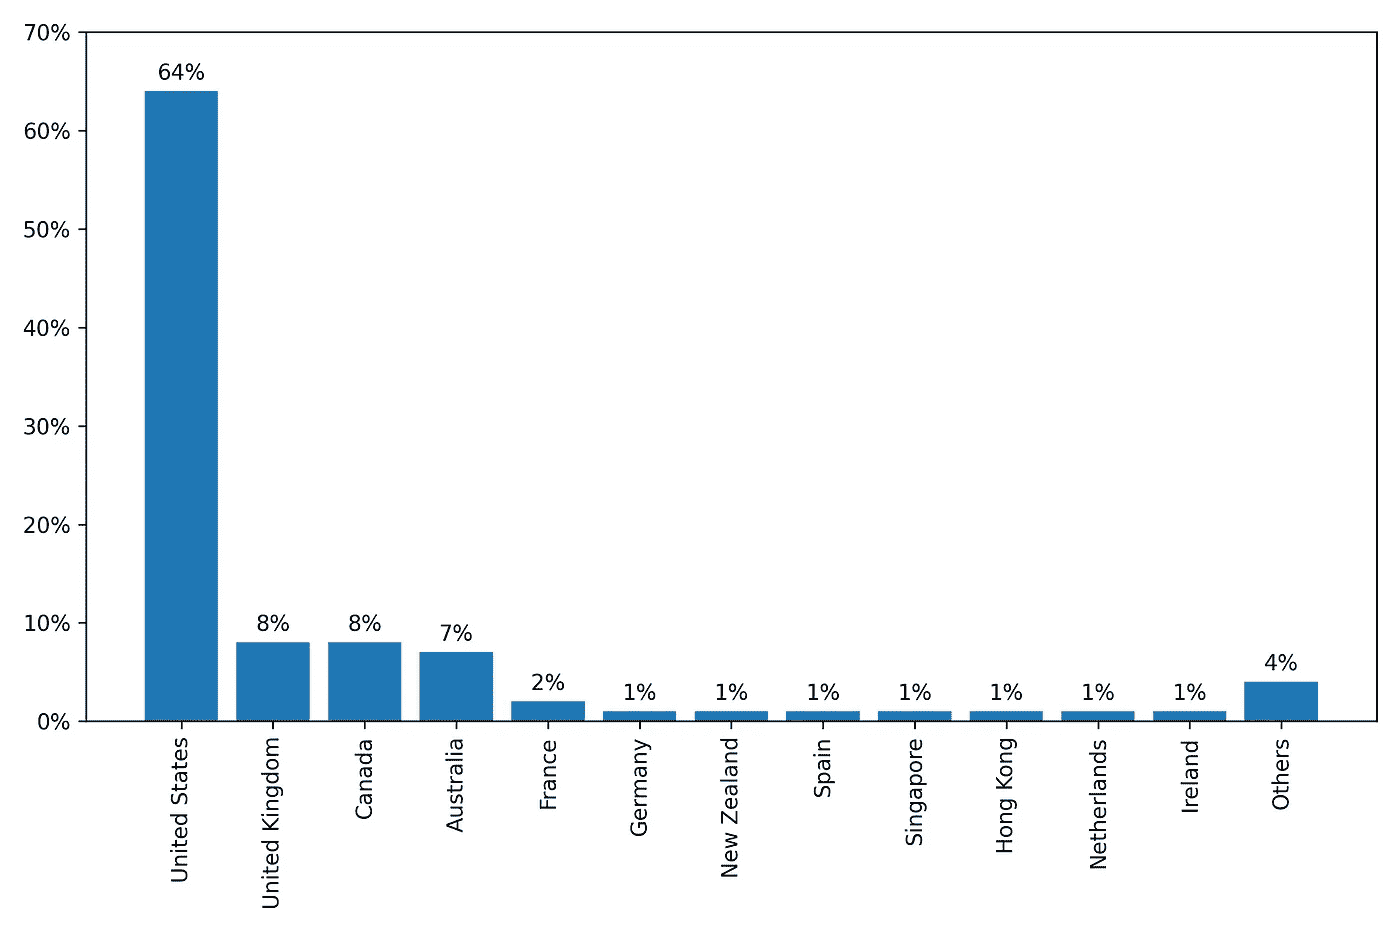 70%
60%
50%
40%
30%
20%
10%
0%
64%
8%
8%
7%
2%
1%
1%
1%
1%
1%
1%
1%
4%
United States
United Kingdom
Canada
Australia
France
Germany
New Zealand
Spain
Singapore
Hong Kong
Netherlands
Ireland
Others